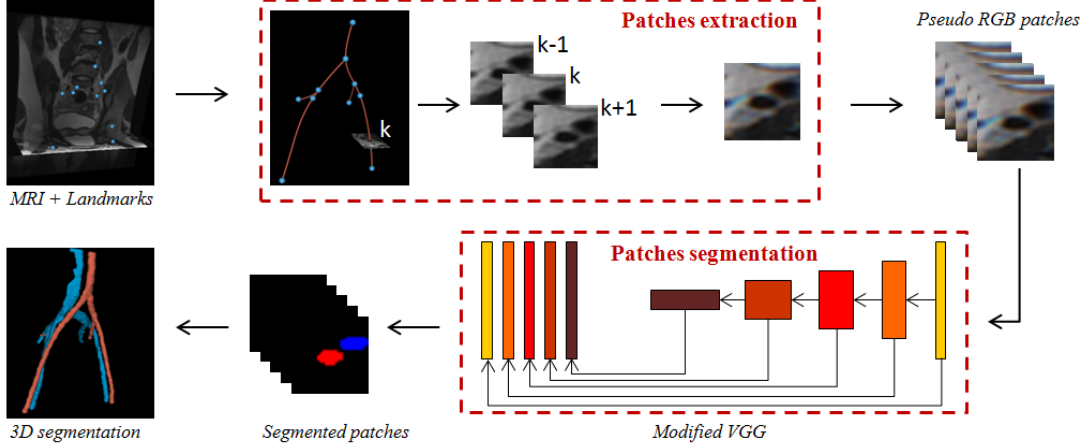 Patches extraction
Pseudo RGB patches
k-1
k
k+1
k
MRI + Landmarks
Patches segmentation
3D segmentation
Segmented patches
Modified VGG